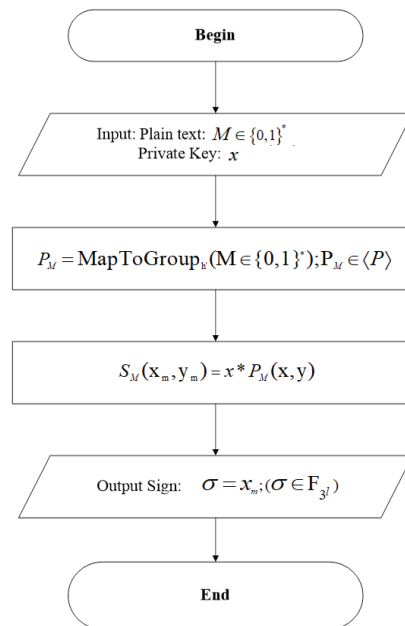 Begin
Input: Plain text: M ∈ {0,1}*
Private Key: x
P_M = MapToGroup_h'(M ∈ {0,1}*);P_M ∈ ⟨P⟩
S_M(x_m, y_m) = x * P_M(x,y)
Output Sign: σ = x_m; (σ ∈ F_3^l)
End